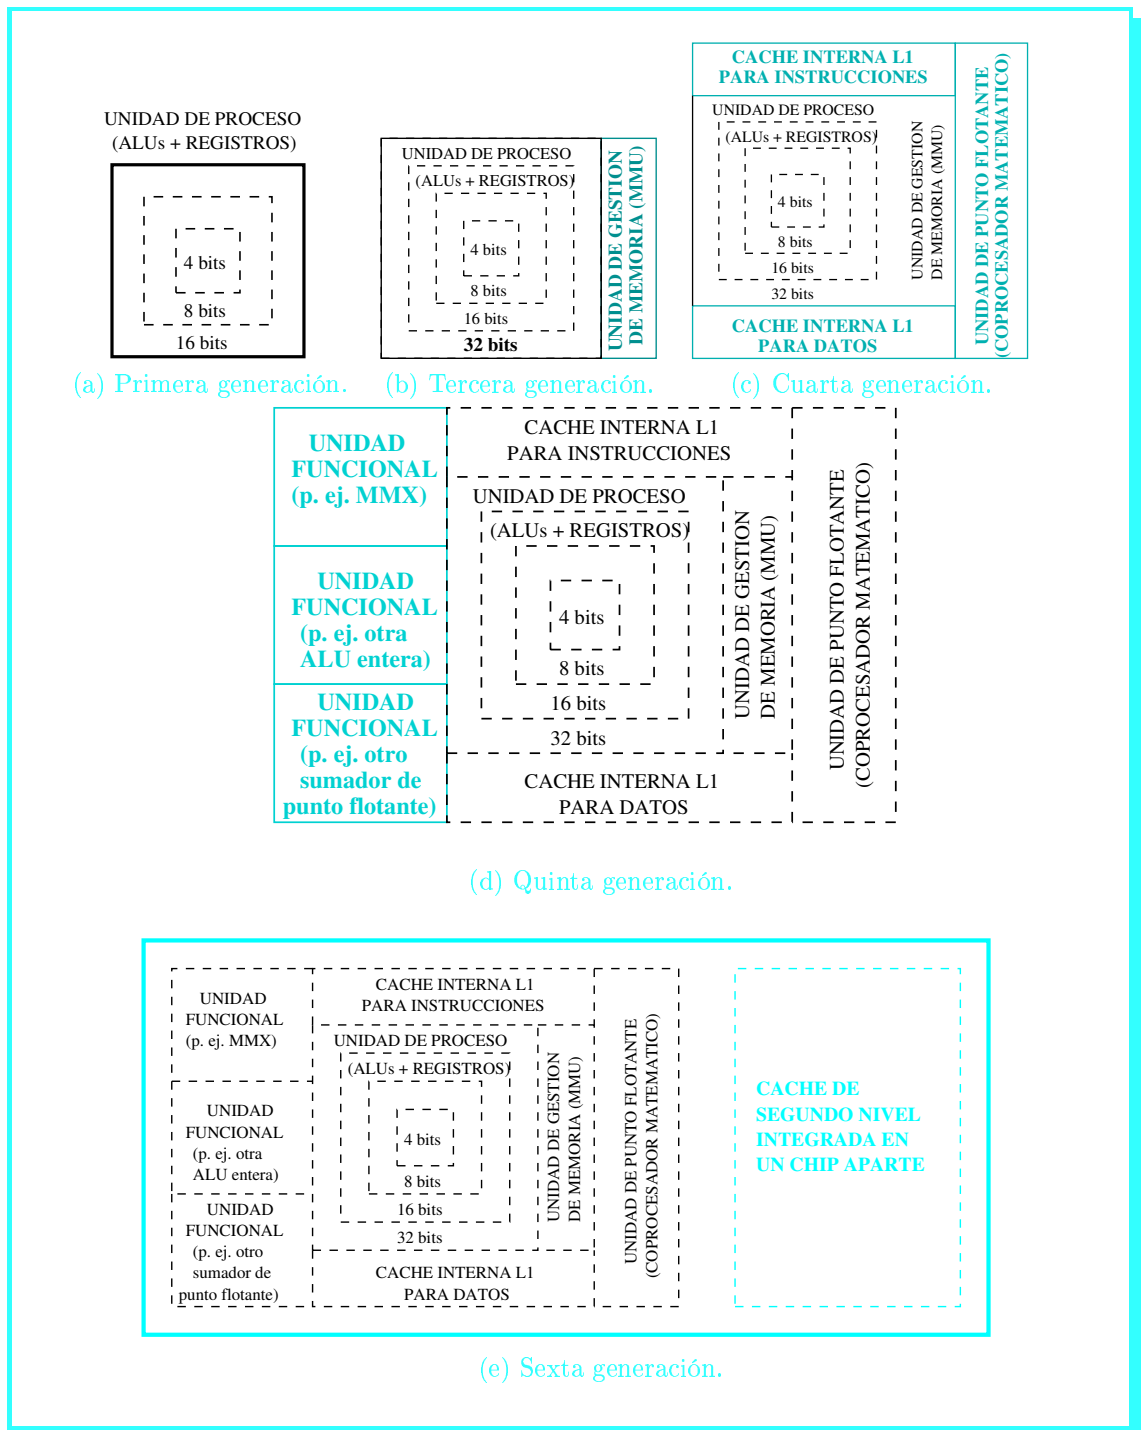 UNIDAD DE PROCESO
(ALUs + REGISTROS)
4 bits
8 bits
16 bits
(a) Primera generación.
UNIDAD DE PROCESO
(ALUs + REGISTROS)
4 bits
8 bits
16 bits
32 bits
UNIDAD DE GESTION
DE MEMORIA (MMU)
(b) Tercera generación.
CACHE INTERNA L1
PARA INSTRUCCIONES
UNIDAD DE PROCESO
(ALUs + REGISTROS)
4 bits
8 bits
16 bits
32 bits
UNIDAD DE GESTION
DE MEMORIA (MMU)
CACHE INTERNA L1
PARA DATOS
UNIDAD DE PUNTO FLOTANTE
(COPROCESADOR MATEMATICO)
(c) Cuarta generación.
UNIDAD
FUNCIONAL
(p. ej. MMX)
UNIDAD
FUNCIONAL
(p. ej. otra
ALU entera)
UNIDAD
FUNCIONAL
(p. ej. otro
sumador de
punto flotante)
CACHE INTERNA L1
PARA INSTRUCCIONES
UNIDAD DE PROCESO
(ALUs + REGISTROS)
4 bits
8 bits
16 bits
32 bits
UNIDAD DE GESTION
DE MEMORIA (MMU)
CACHE INTERNA L1
PARA DATOS
UNIDAD DE PUNTO FLOTANTE
(COPROCESADOR MATEMATICO)
(d) Quinta generación.
UNIDAD
FUNCIONAL
(p. ej. MMX)
UNIDAD
FUNCIONAL
(p. ej. otra
ALU entera)
UNIDAD
FUNCIONAL
(p. ej. otro
sumador de
punto flotante)
CACHE INTERNA L1
PARA INSTRUCCIONES
UNIDAD DE PROCESO
(ALUs + REGISTROS)
4 bits
8 bits
16 bits
32 bits
UNIDAD DE GESTION
DE MEMORIA (MMU)
CACHE INTERNA L1
PARA DATOS
UNIDAD DE PUNTO FLOTANTE
(COPROCESADOR MATEMATICO)
CACHE DE
SEGUNDO NIVEL
INTEGRADA EN
UN CHIP APARTE
(e) Sexta generación.